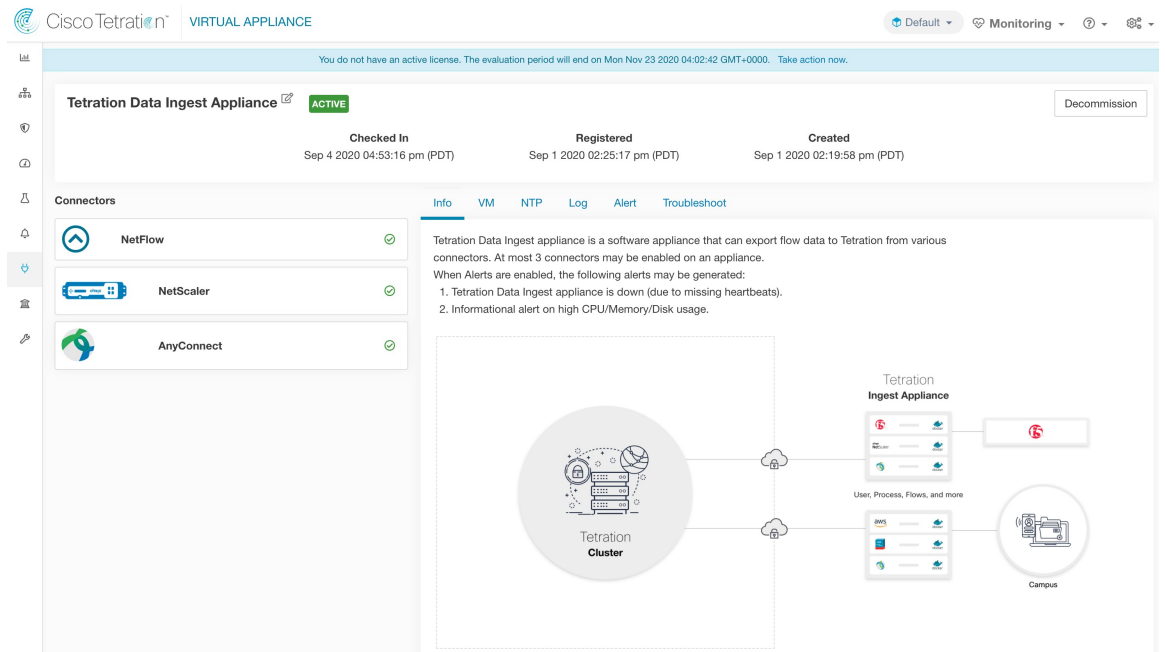 Cisco Tetration™ VIRTUAL APPLIANCE
Default
Monitoring
You do not have an active license. The evaluation period will end on Mon Nov 23 2020 04:02:42 GMT+0000. Take action now.
Tetration Data Ingest Appliance
ACTIVE
Decommission
Checked In
Sep 4 2020 04:53:16 pm (PDT)
Registered
Sep 1 2020 02:25:17 pm (PDT)
Created
Sep 1 2020 02:19:58 pm (PDT)
Connectors
NetFlow
NetScaler
AnyConnect
Info VM NTP Log Alert Troubleshoot
Tetration Data Ingest appliance is a software appliance that can export flow data to Tetration from various
connectors. At most 3 connectors may be enabled on an appliance.
When Alerts are enabled, the following alerts may be generated:
1. Tetration Data Ingest appliance is down (due to missing heartbeats).
2. Informational alert on high CPU/Memory/Disk usage.
Tetration
Cluster
Tetration
Ingest Appliance
f5
f5
NetScaler
User, Process, Flows, and more
aws
Campus